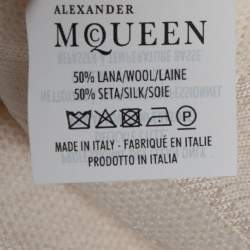 ALEXANDER
McQUEEN
50% LANA/WOOL/LAINE
50% SETA/SILK/SOIE
P
MADE IN ITALY - FABRIQUÉ EN ITALIE
PRODOTTO IN ITALIA